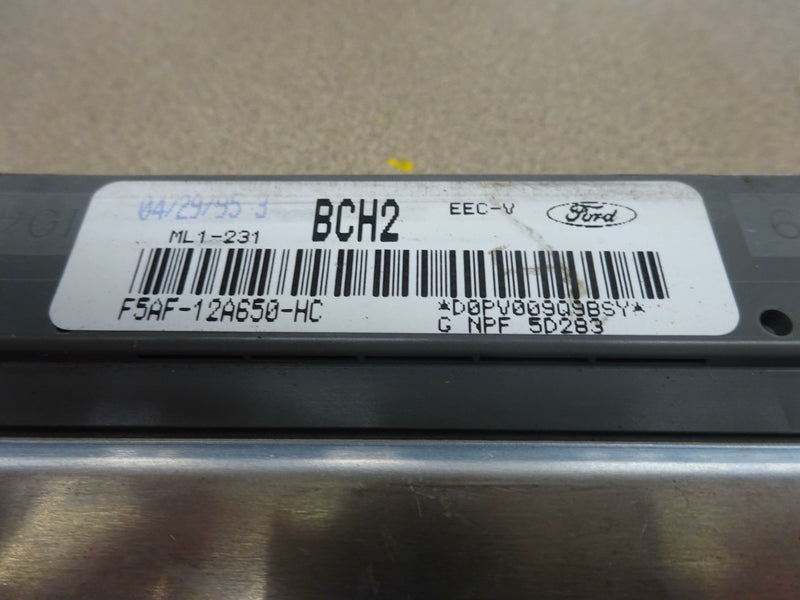 04/29/95 3
BCH2
EEC-V
Ford
ML1-231
F5AF-12A650-HC
*D0PV009Q9BSY*
G NPF 5D283